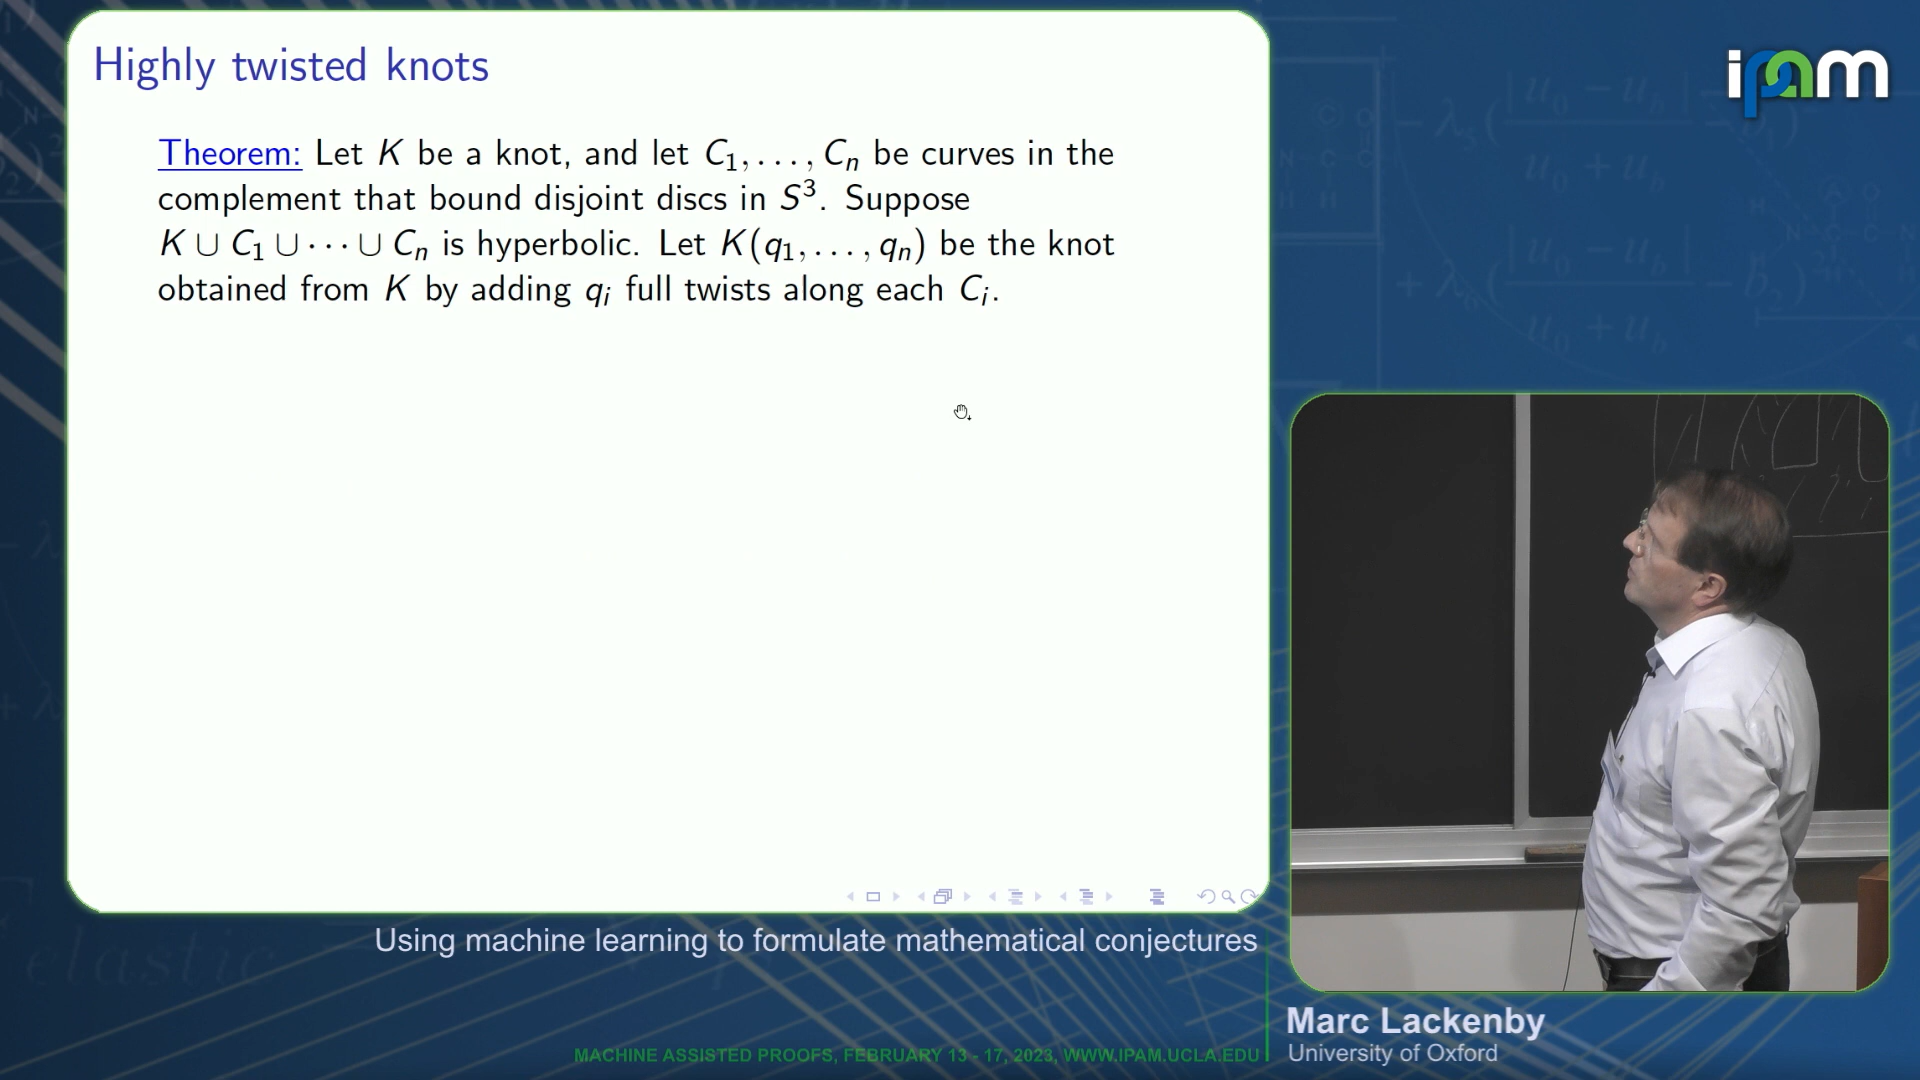 Highly twisted knots
ipam
Theorem: Let K be a knot, and let C₁, . . . , Cₙ be curves in the
complement that bound disjoint discs in S³. Suppose
K ∪ C₁ ∪ · · · ∪ Cₙ is hyperbolic. Let K(q₁, . . . , qₙ) be the knot
obtained from K by adding qᵢ full twists along each Cᵢ.
Using machine learning to formulate mathematical conjectures
elastic
Marc Lackenby
University of Oxford
MACHINE ASSISTED PROOFS, FEBRUARY 13 - 17, 2023, WWW.IPAM.UCLA.EDU